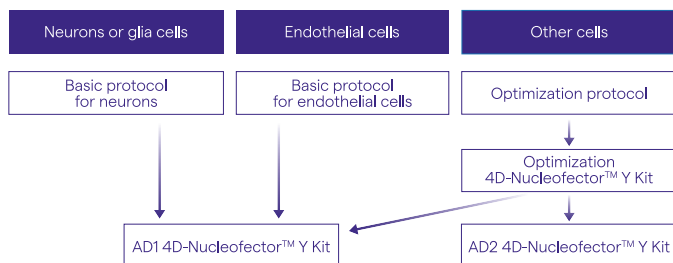 Neurons or glia cells
Endothelial cells
Other cells
Basic protocol
for neurons
Basic protocol
for endothelial cells
Optimization protocol
Optimization
4D-Nucleofector™ Y Kit
AD1 4D-Nucleofector™ Y Kit
AD2 4D-Nucleofector™ Y Kit